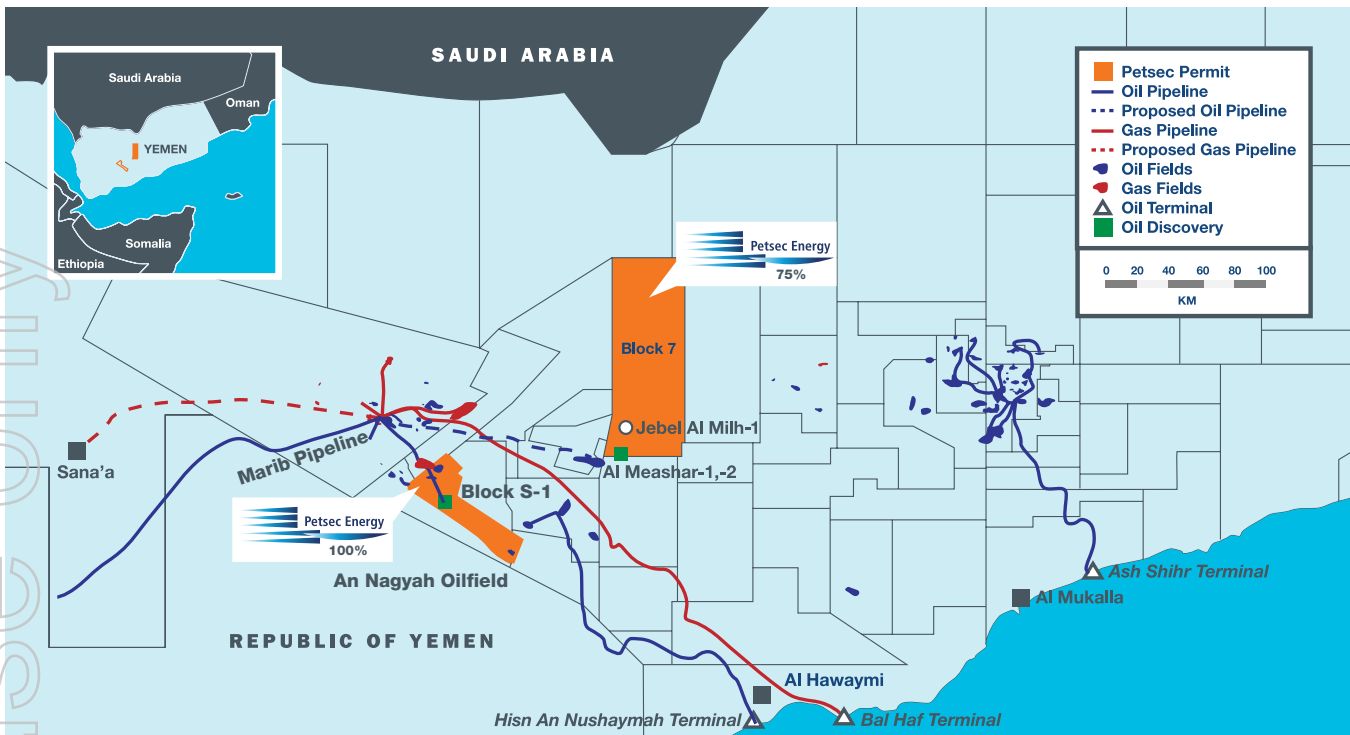 SAUDI ARABIA
Saudi Arabia
Oman
YEMEN
Somalia
Ethiopia
Petsec Permit
Oil Pipeline
Proposed Oil Pipeline
Gas Pipeline
Proposed Gas Pipeline
Oil Fields
Gas Fields
Oil Terminal
Oil Discovery
0 20 40 60 80 100
KM
Petsec Energy
75%
Block 7
Jebel Al Milh-1
Al Meashar-1,-2
Marib Pipeline
Sana'a
Block S-1
Petsec Energy
100%
An Nagyah Oilfield
REPUBLIC OF YEMEN
Ash Shihr Terminal
Al Mukalla
Al Hawaymi
Hisn An Nushaymah Terminal
Bal Haf Terminal